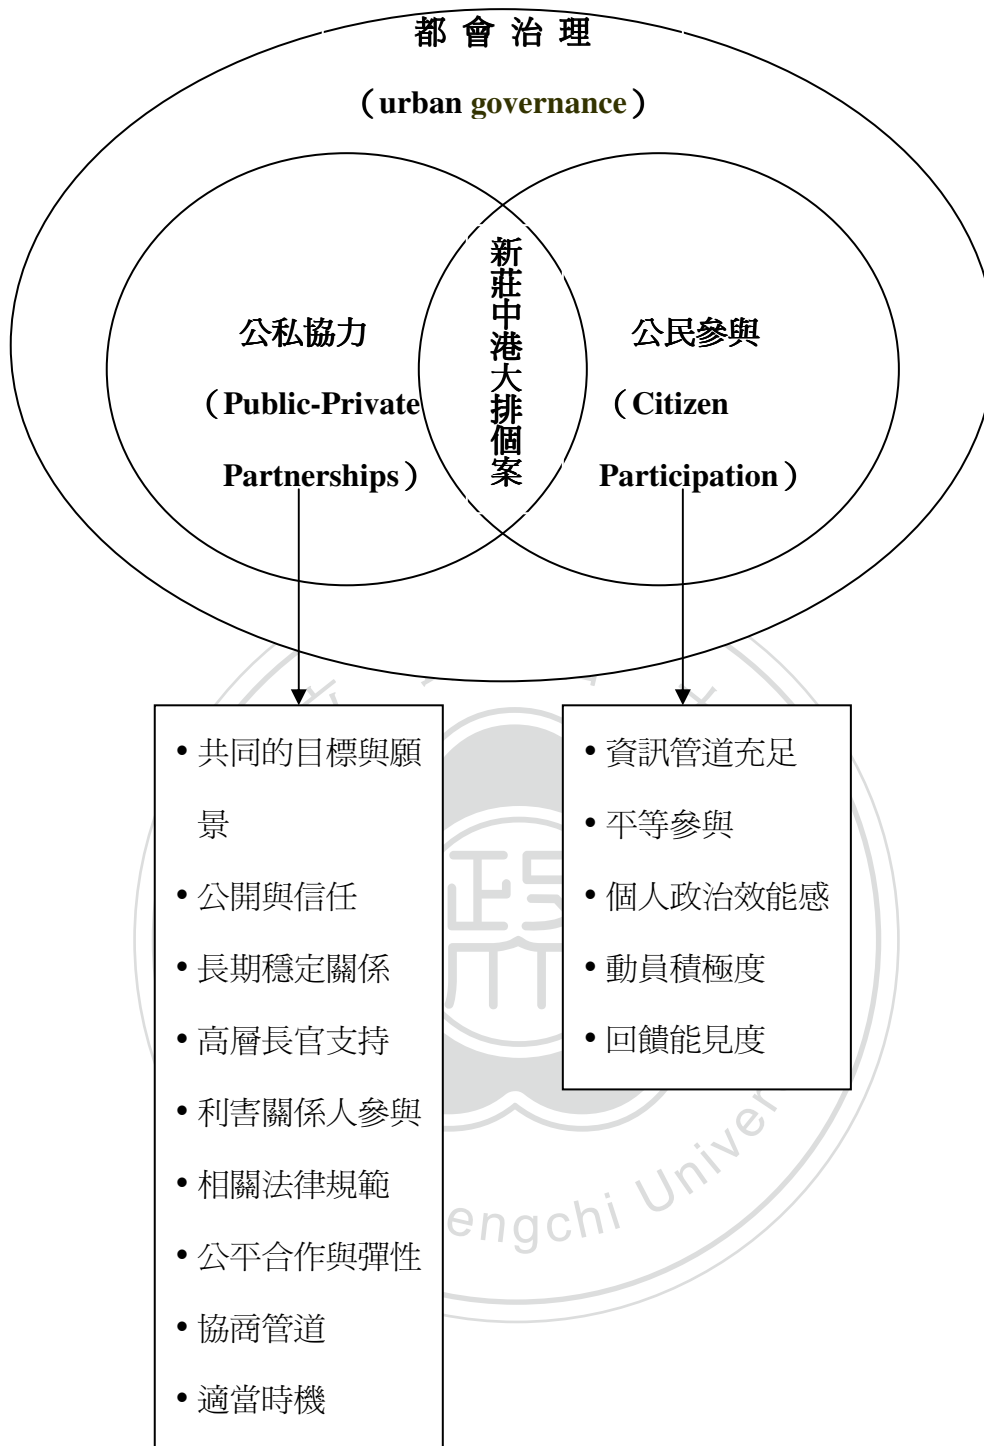 都會治理
（urban governance）
新莊中港大排個案
公私協力
（Public-Private
Partnerships）
公民參與
（Citizen
Participation）
•共同的目標與願
景
•公開與信任
•長期穩定關係
•高層長官支持
•利害關係人參與
•相關法律規範
•公平合作與彈性
•協商管道
•適當時機
•資訊管道充足
•平等參與
•個人政治效能感
•動員積極度
•回饋能見度
engchi Univer